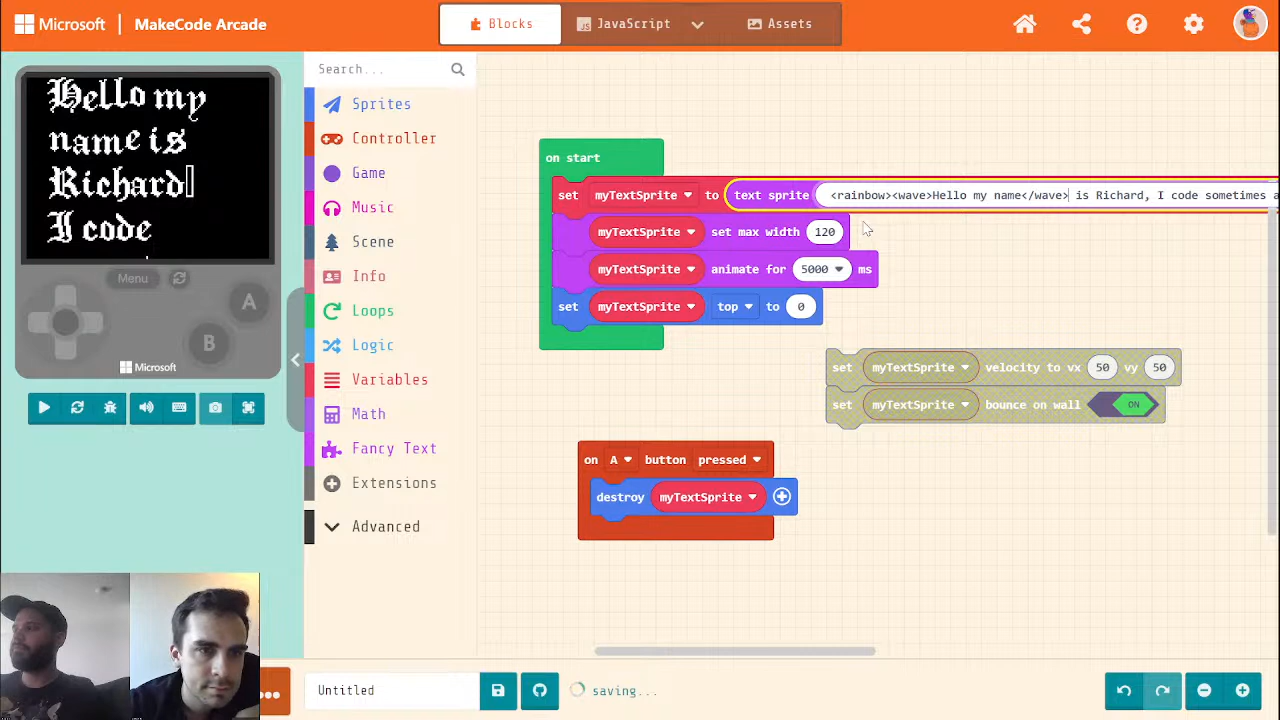 Microsoft
MakeCode Arcade
Blocks
JavaScript
Assets
Hello my
name is
Richard
I code
Menu
A
B
Microsoft
Search...
Sprites
Controller
Game
Music
Scene
Info
Loops
Logic
Variables
Math
Fancy Text
Extensions
Advanced
on start
set myTextSprite to text sprite <rainbow><wave>Hello my name</wave> is Richard, I code sometimes a
myTextSprite set max width 120
myTextSprite animate for 5000 ms
set myTextSprite top to 0
set myTextSprite velocity to vx 50 vy 50
set myTextSprite bounce on wall ON
on A button pressed
destroy myTextSprite
Untitled
saving...